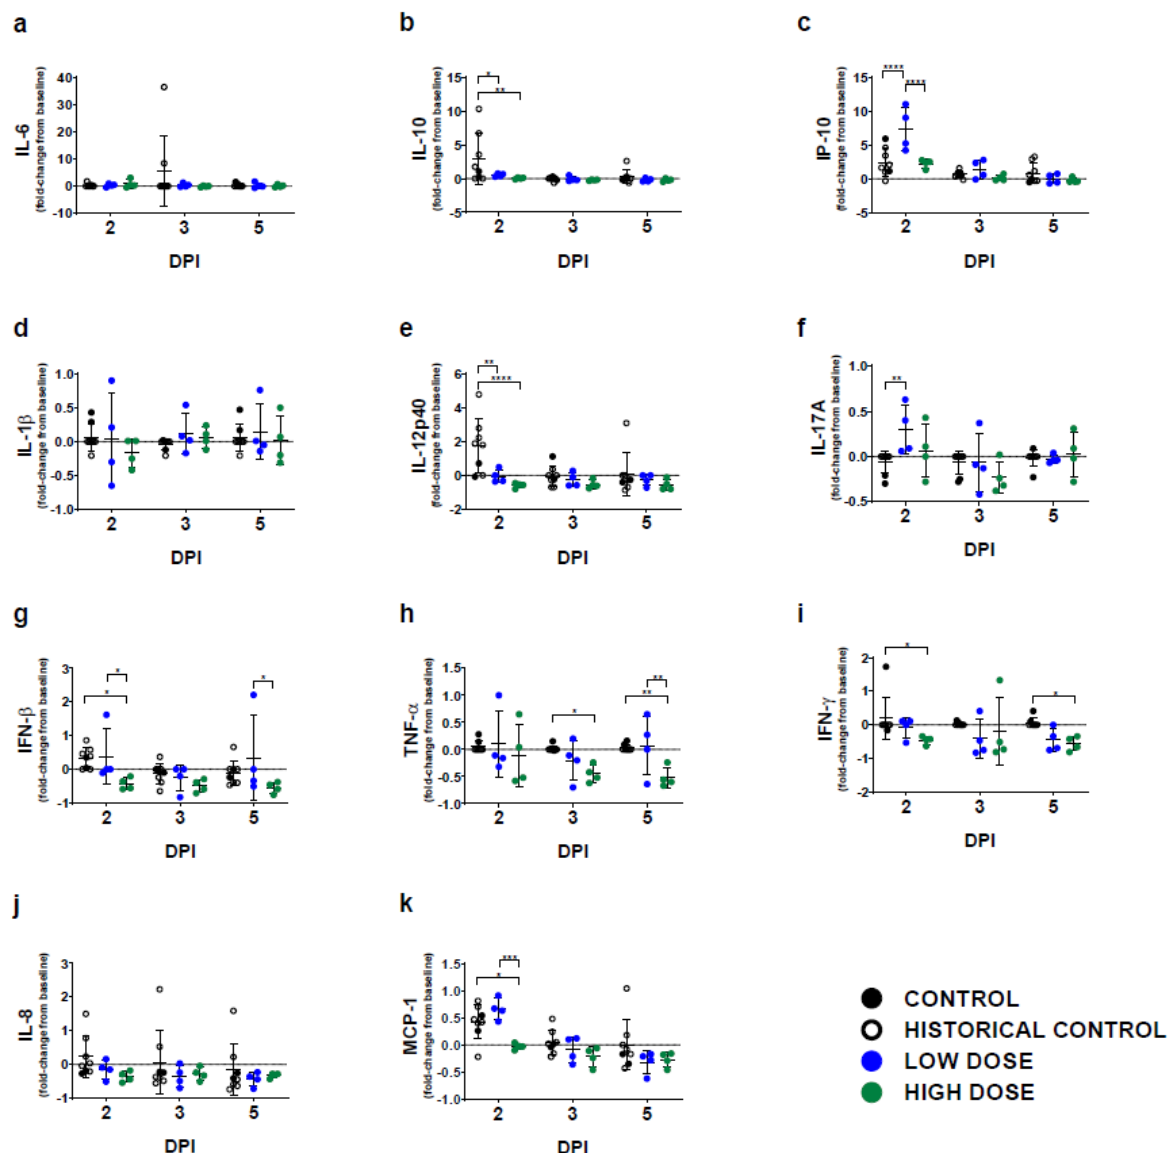 a
IL-6
(fold-change from baseline)
40
30
20
10
0
-10
2 3 5
DPI
b
IL-10
(fold-change from baseline)
15
10
5
0
-5
* 
**
2 3 5
DPI
c
IP-10
(fold-change from baseline)
15
10
5
0
-5
****
****
2 3 5
DPI
d
IL-1β
(fold-change from baseline)
1.0
0.5
0.0
-0.5
-1.0
2 3 5
DPI
e
IL-12p40
(fold-change from baseline)
6
4
2
0
-2
**
****
2 3 5
DPI
f
IL-17A
(fold-change from baseline)
1.0
0.5
0.0
-0.5
**
2 3 5
DPI
g
IFN-β
(fold-change from baseline)
3
2
1
0
-1
*
*
*
2 3 5
DPI
h
TNF-α
(fold-change from baseline)
1.5
1.0
0.5
0.0
-0.5
-1.0
*
**
**
2 3 5
DPI
i
IFN-γ
(fold-change from baseline)
2
1
0
-1
-2
*
*
2 3 5
DPI
j
IL-8
(fold-change from baseline)
3
2
1
0
-1
2 3 5
DPI
k
MCP-1
(fold-change from baseline)
1.5
1.0
0.5
0.0
-0.5
-1.0
***
*
2 3 5
DPI
CONTROL
HISTORICAL CONTROL
LOW DOSE
HIGH DOSE